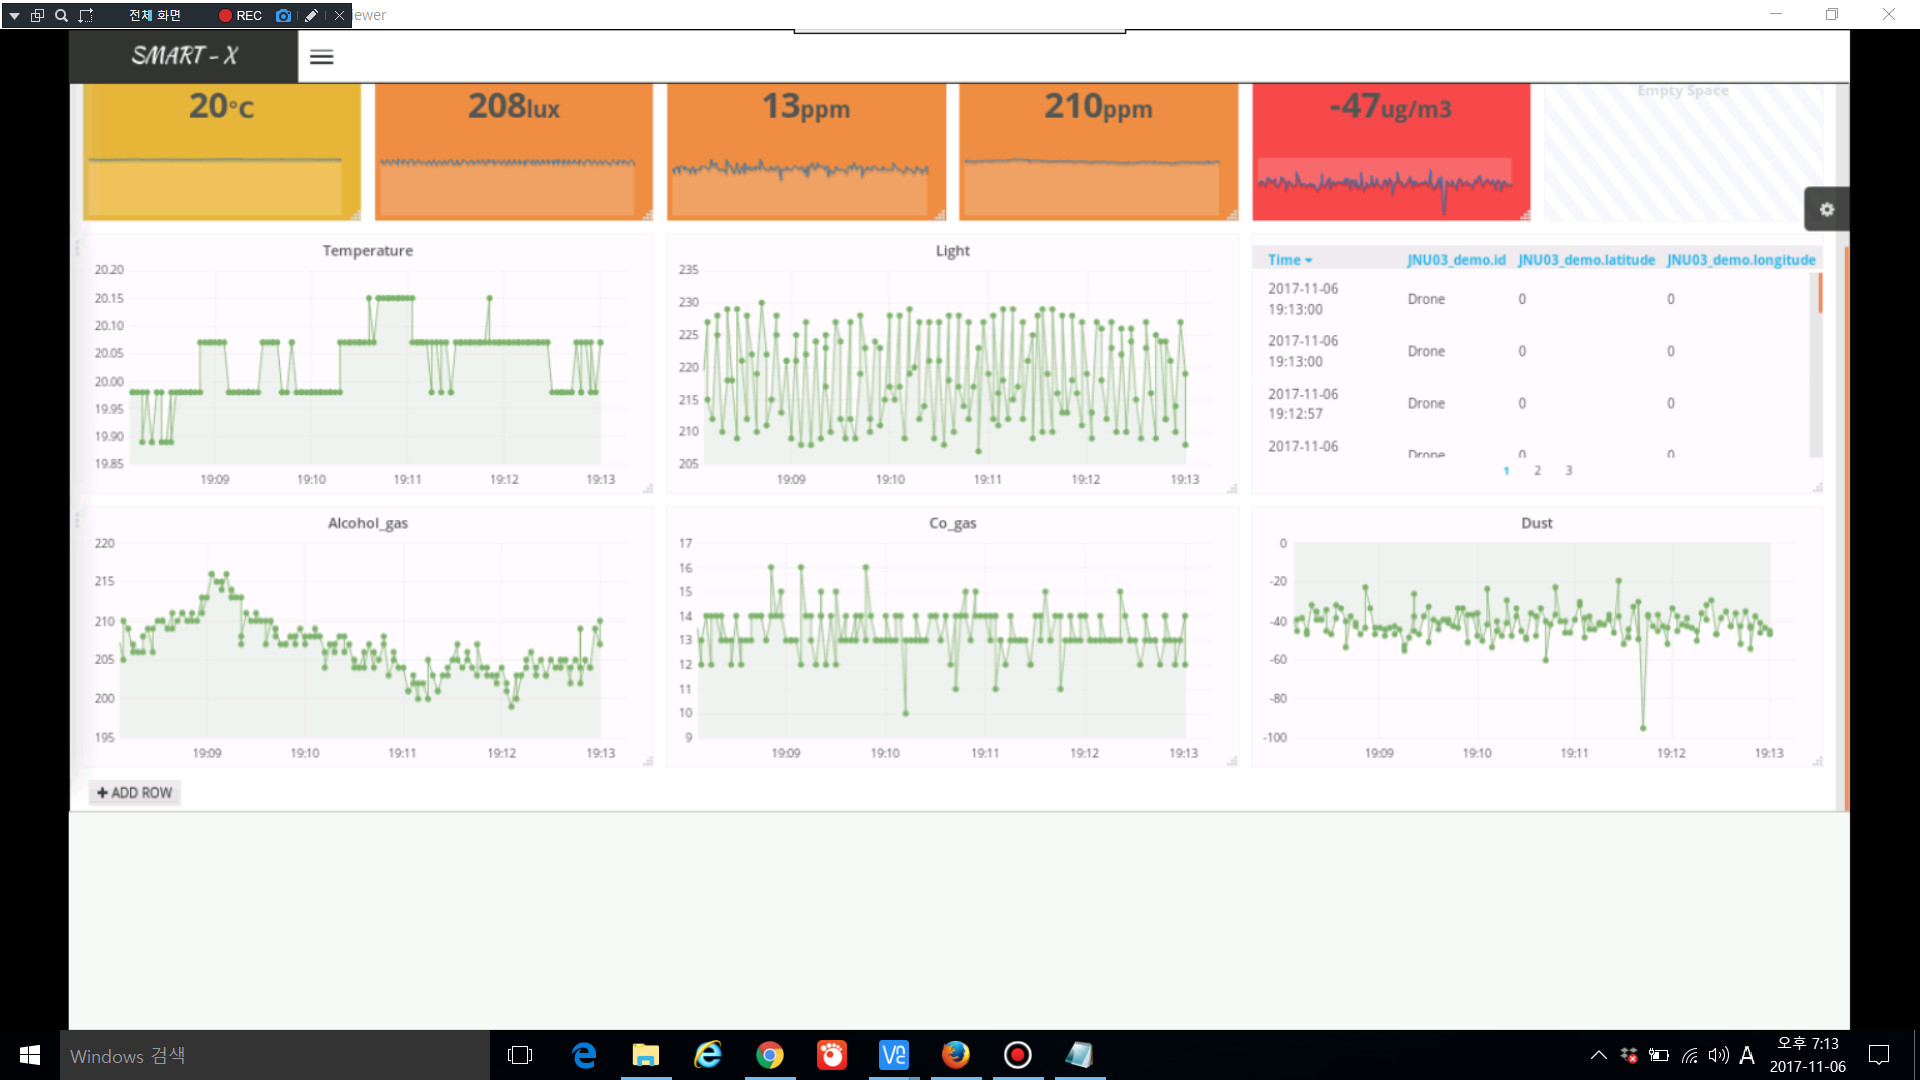 전체 화면 REC ewer
SMART - X
20°C
208lux
13ppm
210ppm
-47ug/m3
Empty Space
Temperature
20.20
20.15
20.10
20.05
20.00
19.95
19.90
19.85
19:09 19:10 19:11 19:12 19:13
Light
235
230
225
220
215
210
205
19:09 19:10 19:11 19:12 19:13
Time JNU03_demo.id JNU03_demo.latitude JNU03_demo.longitude
2017-11-06
19:13:00 Drone 0 0
2017-11-06
19:13:00 Drone 0 0
2017-11-06
19:12:57 Drone 0 0
2017-11-06
Drone 0 0
1 2 3
Alcohol_gas
220
215
210
205
200
195
19:09 19:10 19:11 19:12 19:13
Co_gas
17
16
15
14
13
12
11
10
9
19:09 19:10 19:11 19:12 19:13
Dust
0
-20
-40
-60
-80
-100
19:09 19:10 19:11 19:12 19:13
+ ADD ROW
Windows 검색
A
오후 7:13
2017-11-06